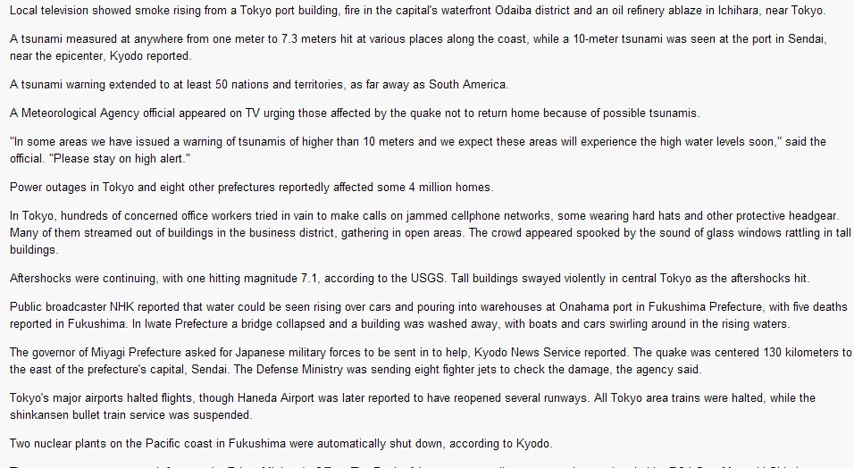 Local television showed smoke rising from a Tokyo port building, fire in the capital's waterfront Odaiba district and an oil refinery ablaze in Ichihara, near Tokyo.
A tsunami measured at anywhere from one meter to 7.3 meters hit at various places along the coast, while a 10-meter tsunami was seen at the port in Sendai,
near the epicenter, Kyodo reported.
A tsunami warning extended to at least 50 nations and territories, as far away as South America.
A Meteorological Agency official appeared on TV urging those affected by the quake not to return home because of possible tsunamis.
"In some areas we have issued a warning of tsunamis of higher than 10 meters and we expect these areas will experience the high water levels soon," said the
official. "Please stay on high alert."
Power outages in Tokyo and eight other prefectures reportedly affected some 4 million homes.
In Tokyo, hundreds of concerned office workers tried in vain to make calls on jammed cellphone networks, some wearing hard hats and other protective headgear.
Many of them streamed out of buildings in the business district, gathering in open areas. The crowd appeared spooked by the sound of glass windows rattling in tall
buildings.
Aftershocks were continuing, with one hitting magnitude 7.1, according to the USGS. Tall buildings swayed violently in central Tokyo as the aftershocks hit.
Public broadcaster NHK reported that water could be seen rising over cars and pouring into warehouses at Onahama port in Fukushima Prefecture, with five deaths
reported in Fukushima. In Iwate Prefecture a bridge collapsed and a building was washed away, with boats and cars swirling around in the rising waters.
The governor of Miyagi Prefecture asked for Japanese military forces to be sent in to help, Kyodo News Service reported. The quake was centered 130 kilometers to
the east of the prefecture's capital, Sendai. The Defense Ministry was sending eight fighter jets to check the damage, the agency said.
Tokyo's major airports halted flights, though Haneda Airport was later reported to have reopened several runways. All Tokyo area trains were halted, while the
shinkansen bullet train service was suspended.
Two nuclear plants on the Pacific coast in Fukushima were automatically shut down, according to Kyodo.